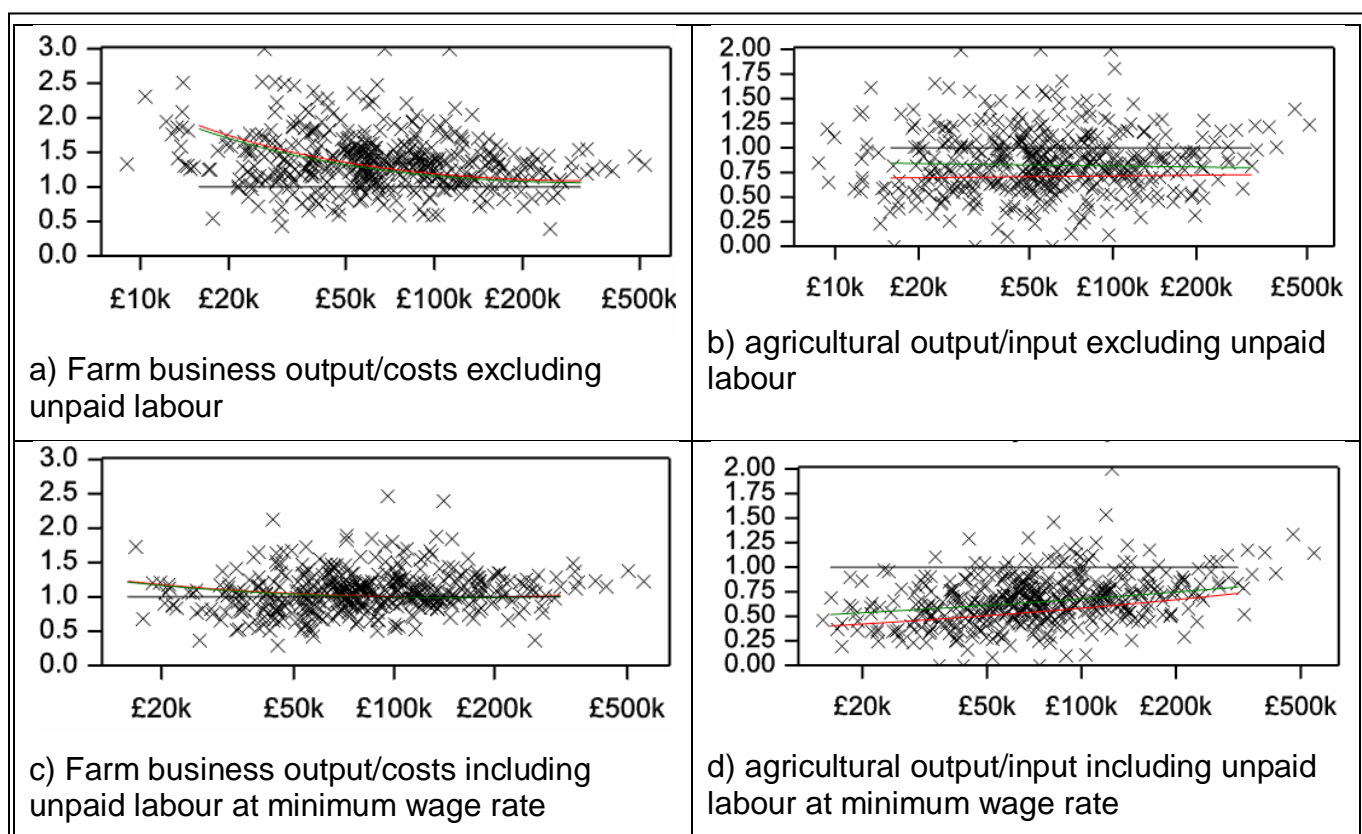 3.0
2.5
2.0
1.5
1.0
0.5
0.0
£10k £20k £50k £100k £200k £500k
a) Farm business output/costs excluding
unpaid labour
2.00
1.75
1.50
1.25
1.00
0.75
0.50
0.25
0.00
£10k £20k £50k £100k £200k £500k
b) agricultural output/input excluding unpaid
labour
3.0
2.5
2.0
1.5
1.0
0.5
0.0
£20k £50k £100k £200k £500k
c) Farm business output/costs including
unpaid labour at minimum wage rate
2.00
1.75
1.50
1.25
1.00
0.75
0.50
0.25
0.00
£20k £50k £100k £200k £500k
d) agricultural output/input including unpaid
labour at minimum wage rate